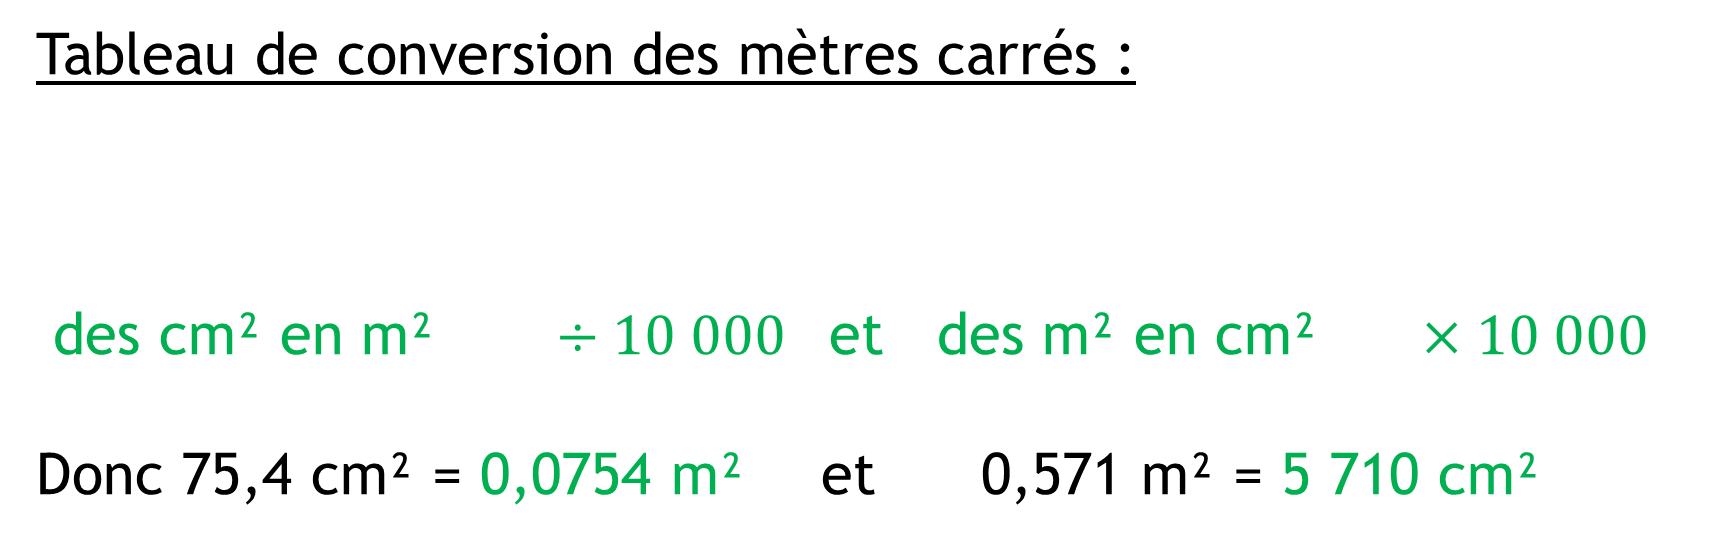 Tableau de conversion des mètres carrés :
des cm² en m² ÷ 10 000 et des m² en cm² × 10 000
Donc 75,4 cm² = 0,0754 m² et 0,571 m² = 5 710 cm²